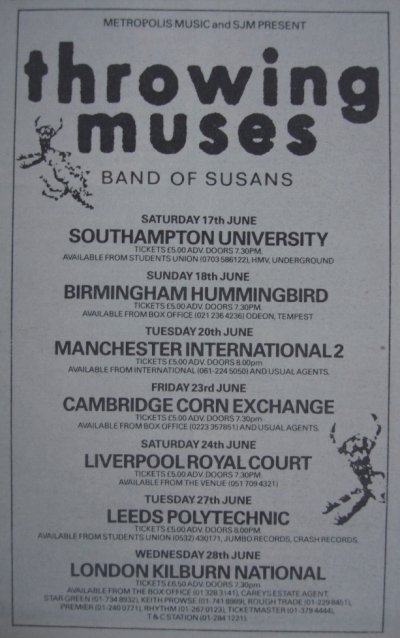 METROPOLIS MUSIC and SJM PRESENT
throwing
muses
BAND OF SUSANS
SATURDAY 17th JUNE
SOUTHAMPTON UNIVERSITY
TICKETS £5.00 ADV. DOORS 7.30PM.
AVAILABLE FROM STUDENTS UNION (0703 586122), HMV, UNDERGROUND
SUNDAY 18th JUNE
BIRMINGHAM HUMMINGBIRD
TICKETS £5.00 ADV. DOORS 7.30PM.
AVAILABLE FROM BOX OFFICE (021 236 4236) ODEON, TEMPEST
TUESDAY 20th JUNE
MANCHESTER INTERNATIONAL 2
TICKETS £5.00 ADV. DOORS 8.00pm
AVAILABLE FROM INTERNATIONAL (061-224 5050) AND USUAL AGENTS.
FRIDAY 23rd JUNE
CAMBRIDGE CORN EXCHANGE
TICKETS £5.00 ADV. DOORS 7.30pm
AVAILABLE FROM BOX OFFICE (0223 357851) AND USUAL AGENTS.
SATURDAY 24th JUNE
LIVERPOOL ROYAL COURT
TICKETS £5.00 ADV. DOORS 7.30PM.
AVAILABLE FROM THE VENUE (051 709 4321)
TUESDAY 27th JUNE
LEEDS POLYTECHNIC
TICKETS £5.00 ADV. DOORS 8.00PM.
AVAILABLE FROM STUDENTS UNION (0532) 430171, JUMBO RECORDS, CRASH RECORDS.
WEDNESDAY 28th JUNE
LONDON KILBURN NATIONAL
TICKETS £6.50 ADV. DOORS 7.30pm
AVAILABLE FROM THE BOX OFFICE (01 328 3141), CAREYS ESTATE AGENT,
STAR GREEN (01-734 8932), KEITH PROWSE (01-741 8989), ROUGH TRADE (01-229 8451),
PREMIER (01-240 0771), RHYTHM (01-267 0123), TICKETMASTER (01-379 4444),
T & C STATION (01-284 1221).